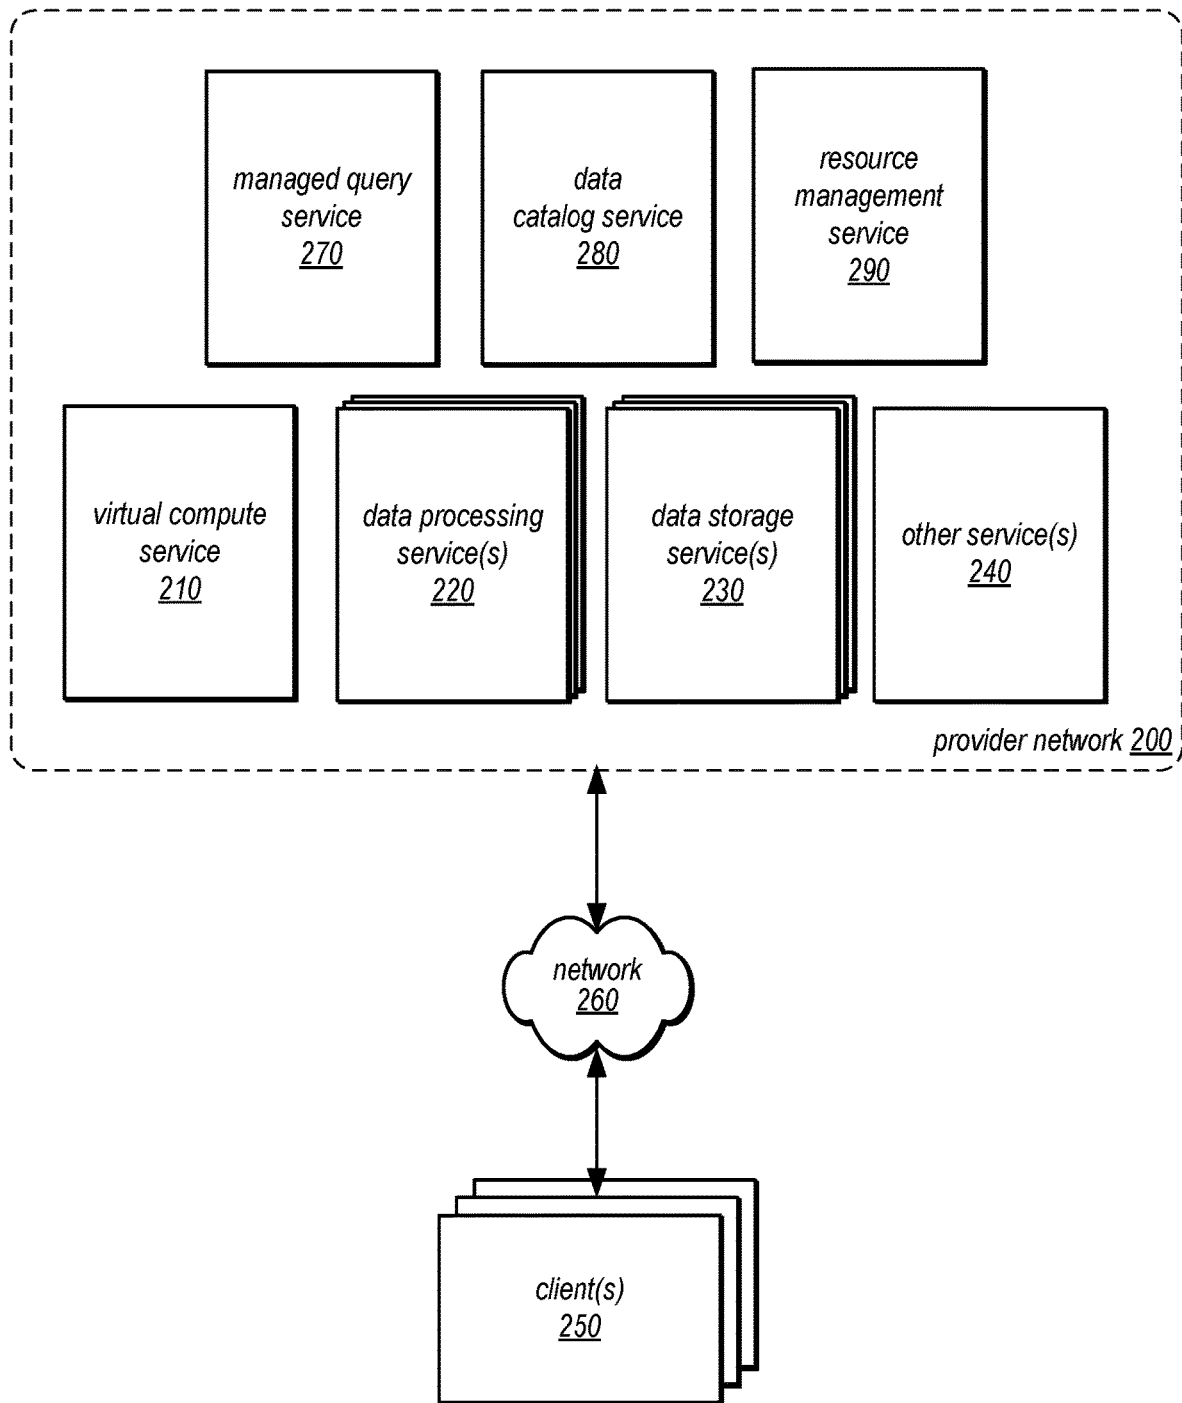 managed query
service
270
data
catalog service
280
resource
management
service
290
virtual compute
service
210
data processing
service(s)
220
data storage
service(s)
230
other service(s)
240
provider network 200
network
260
client(s)
250